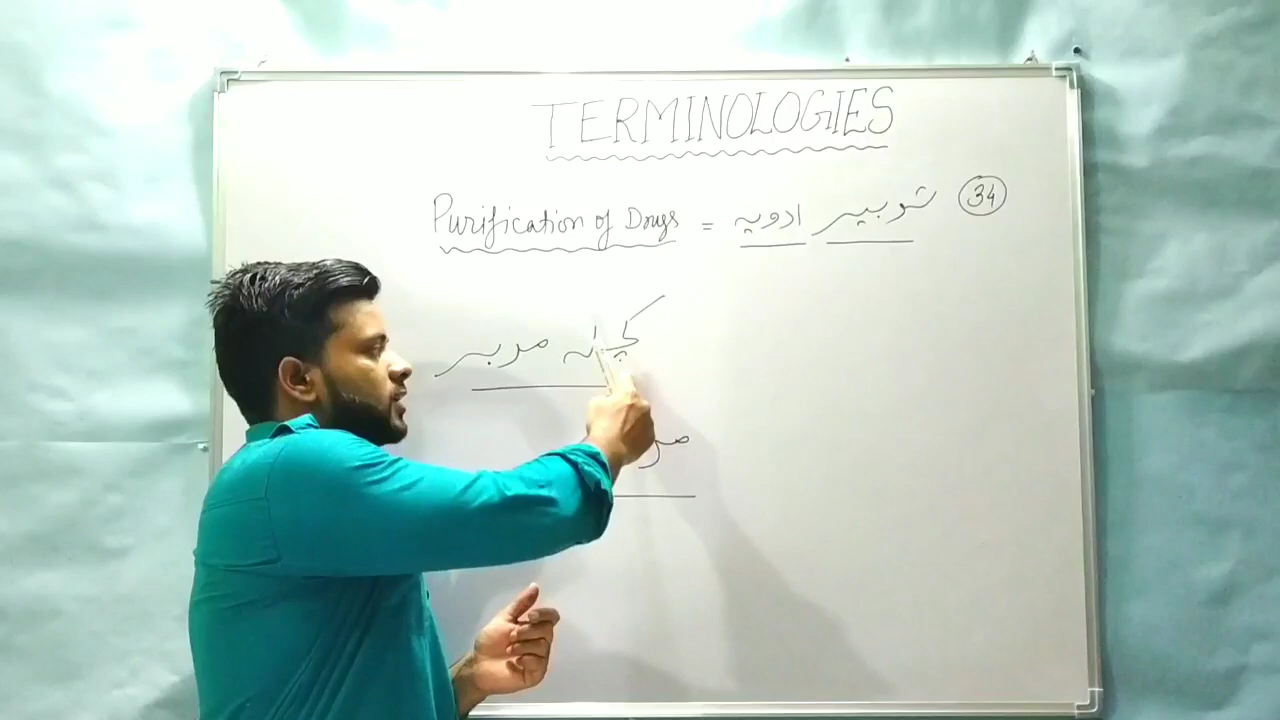 TERMINOLOGIES
Purification of Drugs = تدبیر ادویہ 34
کچلہ مدبر